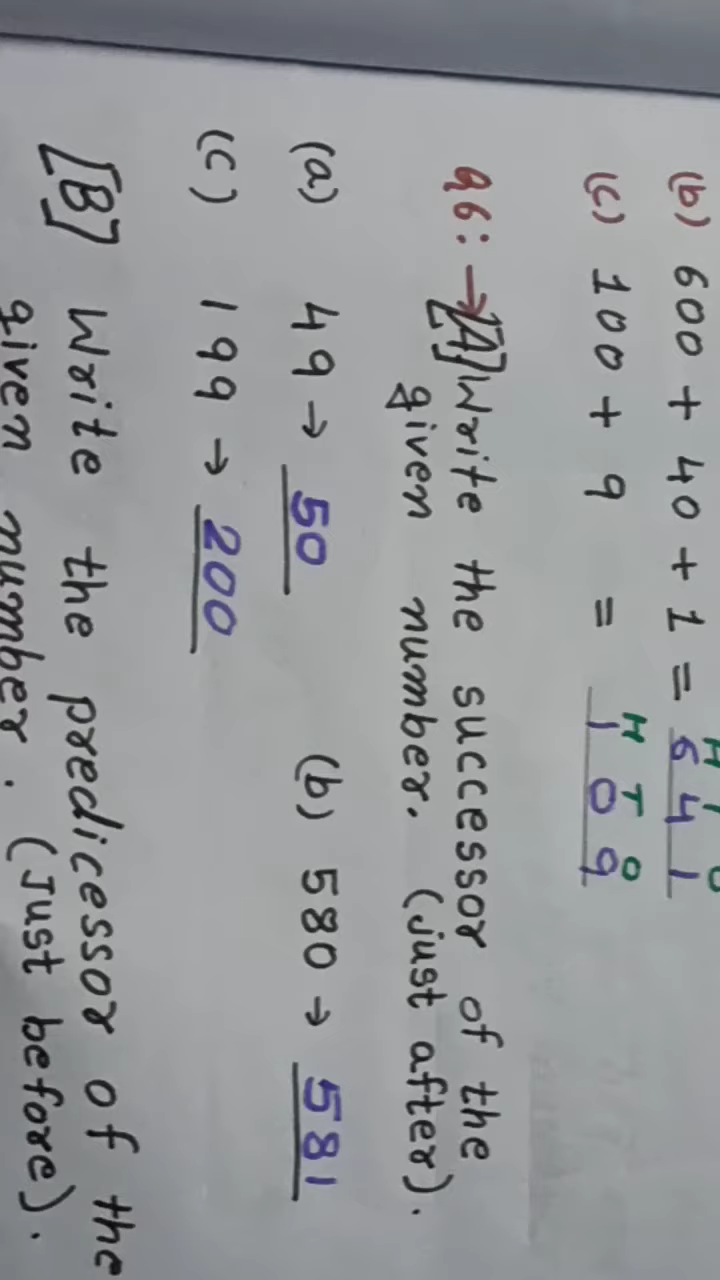 H T O
(b) 600 + 40 + 1 = 641
H T O
(c) 100 + 9 = 109
Q6:→[A] Write the successor of the
given number. (just after).
(a) 49 → 50 (b) 580 → 581
(c) 199 → 200
[B] Write the predicessor of the
given number. (Just before).